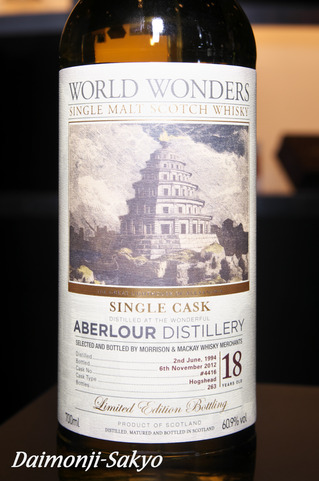 WORLD WONDERS
SINGLE MALT SCOTCH WHISKY
SINGLE CASK
DISTILLED AT THE WONDERFUL
ABERLOUR DISTILLERY
SELECTED AND BOTTLED BY MORRISON & MACKAY WHISKY MERCHANTS
Distilled 2nd June, 1994
Bottled 6th November 2012
Cask No #4416
Cask Type Hogshead
Bottles 283
18
YEARS OLD
Limited Edition Bottling
PRODUCT OF SCOTLAND
700ml
DISTILLED, MATURED AND BOTTLED IN SCOTLAND
60.9% vol
Daimonji-Sakyo